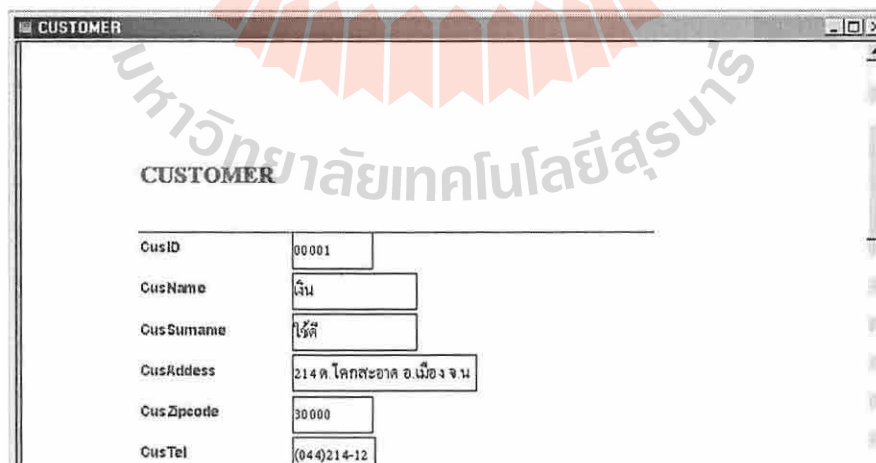 CUSTOMER
มหาวิทยาลัยเทคโนโลยีสุรนารี
CUSTOMER
CusID 00001
CusName เงิน
CusSurname ใช้ดี
CusAddess 214 ต.โคกสะอาด อ.เมือง จ.น
CusZipcode 30000
CusTel (044)214-12